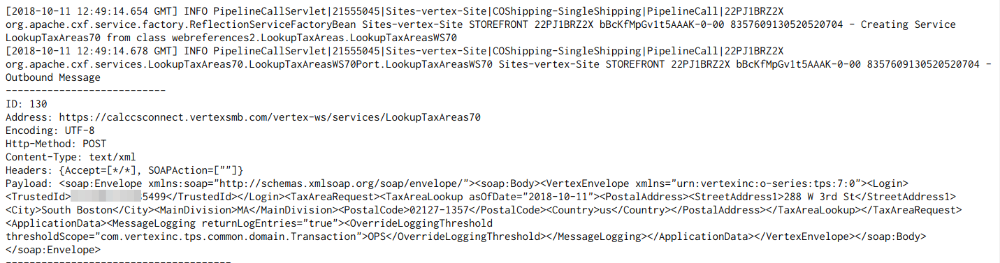 [2018-10-11 12:49:14.654 GMT] INFO PipelineCallServlet|21555045|Sites-vertex-Site|COShipping-SingleShipping|PipelineCall|22PJ1BRZ2X
org.apache.cxf.service.factory.ReflectionServiceFactoryBean Sites-vertex-Site STOREFRONT 22PJ1BRZ2X bBcKfMpGv1t5AAAK-0-00 8357609130520520704 - Creating Service
LookupTaxAreas70 from class webreferences2.LookupTaxAreas.LookupTaxAreasWS70
[2018-10-11 12:49:14.678 GMT] INFO PipelineCallServlet|21555045|Sites-vertex-Site|COShipping-SingleShipping|PipelineCall|22PJ1BRZ2X
org.apache.cxf.services.LookupTaxAreas70.LookupTaxAreasWS70Port.LookupTaxAreasWS70 Sites-vertex-Site STOREFRONT 22PJ1BRZ2X bBcKfMpGv1t5AAAK-0-00 8357609130520520704 -
Outbound Message
---------------------------
ID: 130
Address: https://calccsconnect.vertexsmb.com/vertex-ws/services/LookupTaxAreas70
Encoding: UTF-8
Http-Method: POST
Content-Type: text/xml
Headers: {Accept=[*/*], SOAPAction=[""]}
Payload: <soap:Envelope xmlns:soap="http://schemas.xmlsoap.org/soap/envelope/"><soap:Body><VertexEnvelope xmlns="urn:vertexinc:o-series:tps:7:0"><Login>
<TrustedId>5499</TrustedId></Login><TaxAreaRequest><TaxAreaLookup asOfDate="2018-10-11"><PostalAddress><StreetAddress1>288 W 3rd St</StreetAddress1>
<City>South Boston</City><MainDivision>MA</MainDivision><PostalCode>02127-1357</PostalCode><Country>us</Country></PostalAddress></TaxAreaLookup></TaxAreaRequest>
<ApplicationData><MessageLogging returnLogEntries="true"><OverrideLoggingThreshold
thresholdScope="com.vertexinc.tps.common.domain.Transaction">OPS</OverrideLoggingThreshold></MessageLogging></ApplicationData></VertexEnvelope></soap:Body>
</soap:Envelope>
--------------------------------------